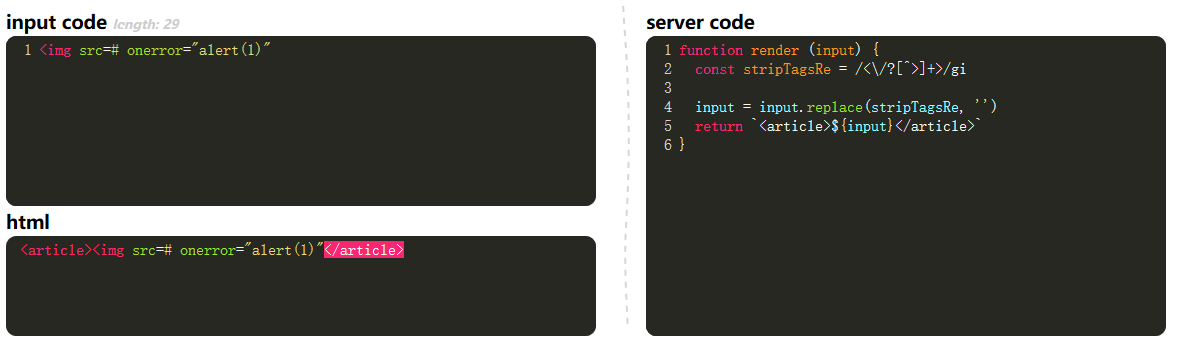 input code length: 29
1 <img src=# onerror="alert(1)"
html
<article><img src=# onerror="alert(1)"</article>
server code
1 function render (input) {
2   const stripTagsRe = /<\/?[^>]+>/gi
3
4   input = input.replace(stripTagsRe, '')
5   return `<article>${input}</article>`
6 }